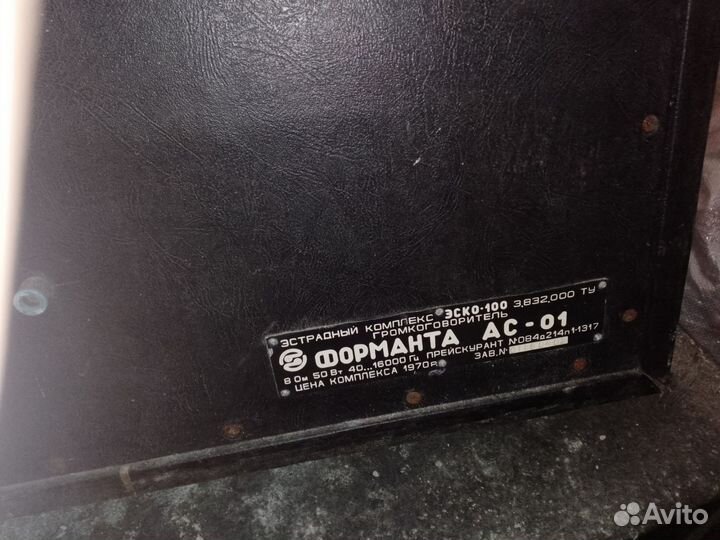 ЭСТРАДНЫЙ КОМПЛЕКС ЭСКО-100 3.832.000 ТУ
ГРОМКОГОВОРИТЕЛЬ
ФОРМАНТА АС-01
8 Ом 50 Вт 40...16000 Гц ПРЕЙСКУРАНТ №084д214п1-1317
ЦЕНА КОМПЛЕКСА 1970 р. ЗАВ.№
Avito